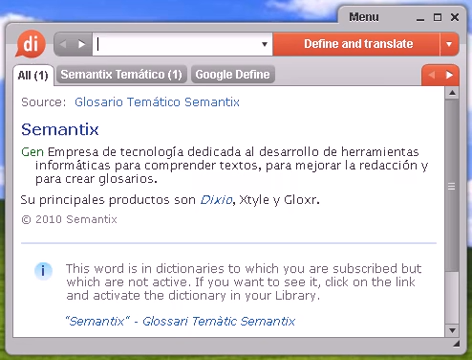 Menu
di
Define and translate
All (1)
Semantix Temático (1)
Google Define
Source: Glosario Temático Semantix
Semantix
Gen Empresa de tecnología dedicada al desarrollo de herramientas
informáticas para comprender textos, para mejorar la redacción y
para crear glosarios.
Su principales productos son Dixio, Xtyle y Gloxr.
© 2010 Semantix
i
This word is in dictionaries to which you are subscribed but
which are not active. If you want to see it, click on the link
and activate the dictionary in your Library.
"Semantix" - Glossari Temàtic Semantix